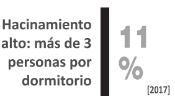 Hacinamiento
alto: más de 3
personas por
dormitorio
11
%
[2017]